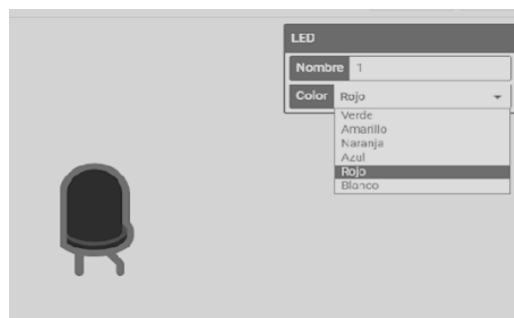 LED
Nombre 1
Color Rojo
Verde
Amarillo
Naranja
Azul
Rojo
Blanco